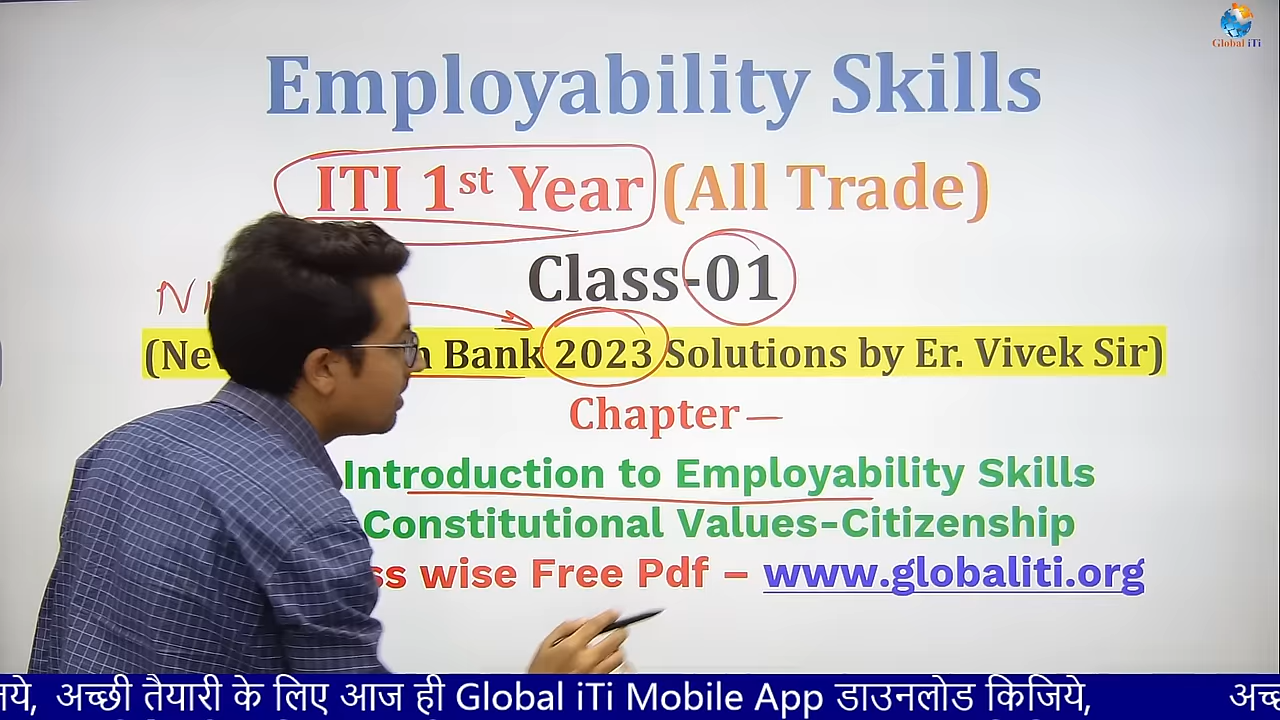 Global iTi
Employability Skills
ITI 1st Year (All Trade)
Class-01
Bank 2023 Solutions by Er. Vivek Sir)
Chapter —
Introduction to Employability Skills
Constitutional Values-Citizenship
wise Free Pdf – www.globaliti.org
अच्छी तैयारी के लिए आज ही Global iTi Mobile App डाउनलोड किजिये,